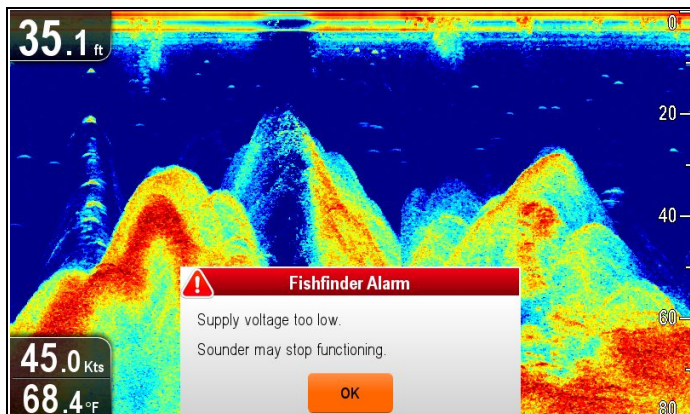 35.1 ft
0
20
40
Fishfinder Alarm
Supply voltage too low.
Sounder may stop functioning.
OK
60
45.0 Kts
68.4 °F
80